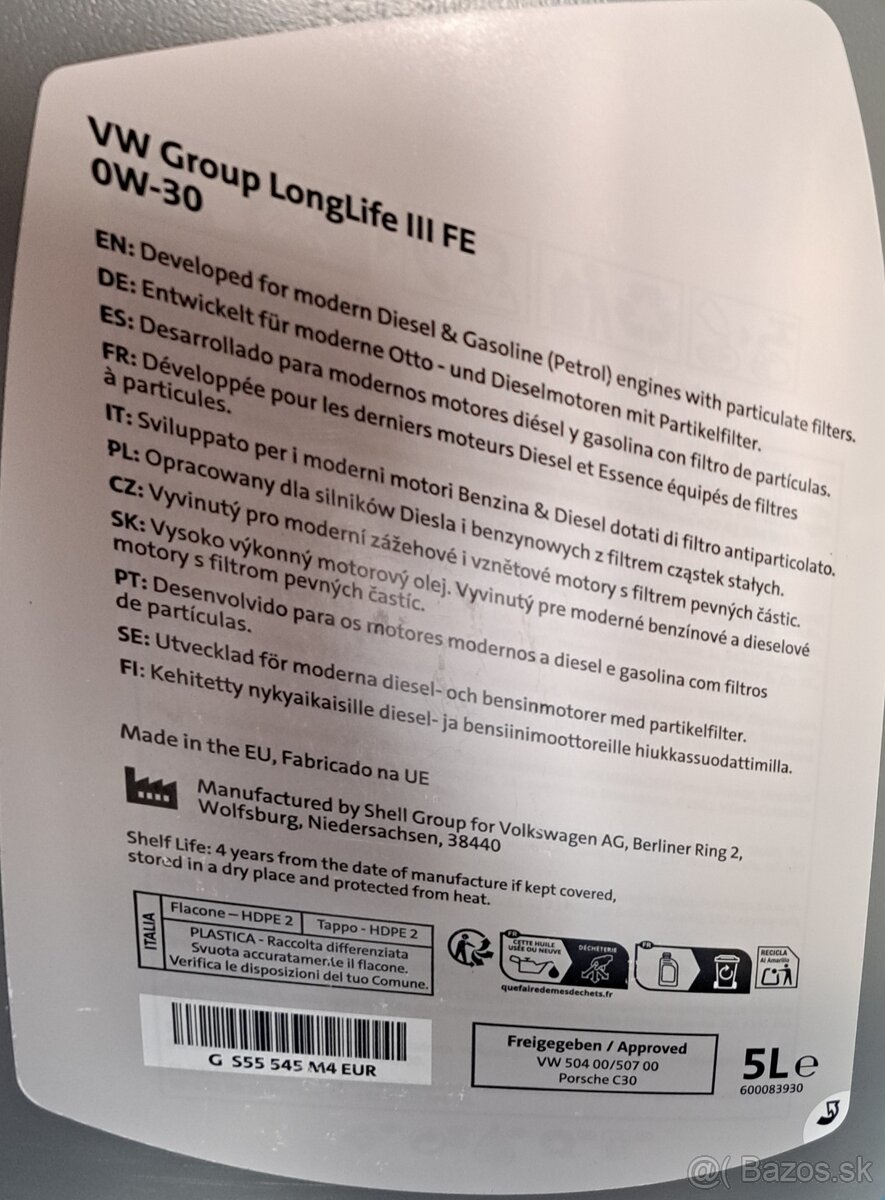 VW Group LongLife III FE
0W-30
EN: Developed for modern Diesel & Gasoline (Petrol) engines with particulate filters.
DE: Entwickelt für moderne Otto - und Dieselmotoren mit Partikelfilter.
ES: Desarrollado para modernos motores diésel y gasolina con filtro de partículas.
FR: Développée pour les derniers moteurs Diesel et Essence équipés de filtres
à particules.
IT: Sviluppato per i moderni motori Benzina & Diesel dotati di filtro antiparticolato.
PL: Opracowany dla silników Diesla i benzynowych z filtrem cząstek stałych.
CZ: Vyvinutý pro moderní zážehové i vznětové motory s filtrem pevných částic.
SK: Vysoko výkonný motorový olej. Vyvinutý pre moderné benzínové a dieselové
motory s filtrom pevných častíc.
PT: Desenvolvido para os motores modernos a diesel e gasolina com filtros
de partículas.
SE: Utvecklad för moderna diesel- och bensinmotorer med partikelfilter.
FI: Kehitetty nykyaikaisille diesel- ja bensiinimoottoreille hiukkassuodattimilla.
Made in the EU, Fabricado na UE
Manufactured by Shell Group for Volkswagen AG, Berliner Ring 2,
Wolfsburg, Niedersachsen, 38440
Shelf Life: 4 years from the date of manufacture if kept covered,
stored in a dry place and protected from heat.
ITALIA
Flacone – HDPE 2
Tappo - HDPE 2
PLASTICA - Raccolta differenziata
Svuota accuratamente il flacone.
Verifica le disposizioni del tuo Comune.
FR
CETTE HUILE
USÉE OU NEUVE
DÉCHÈTERIE
quefairedemesdechets.fr
FR
RECICLA
Al Amarillo
G S55 545 M4 EUR
Freigegeben / Approved
VW 504 00/507 00
Porsche C30
5L e
600083930
@( Bazos.sk